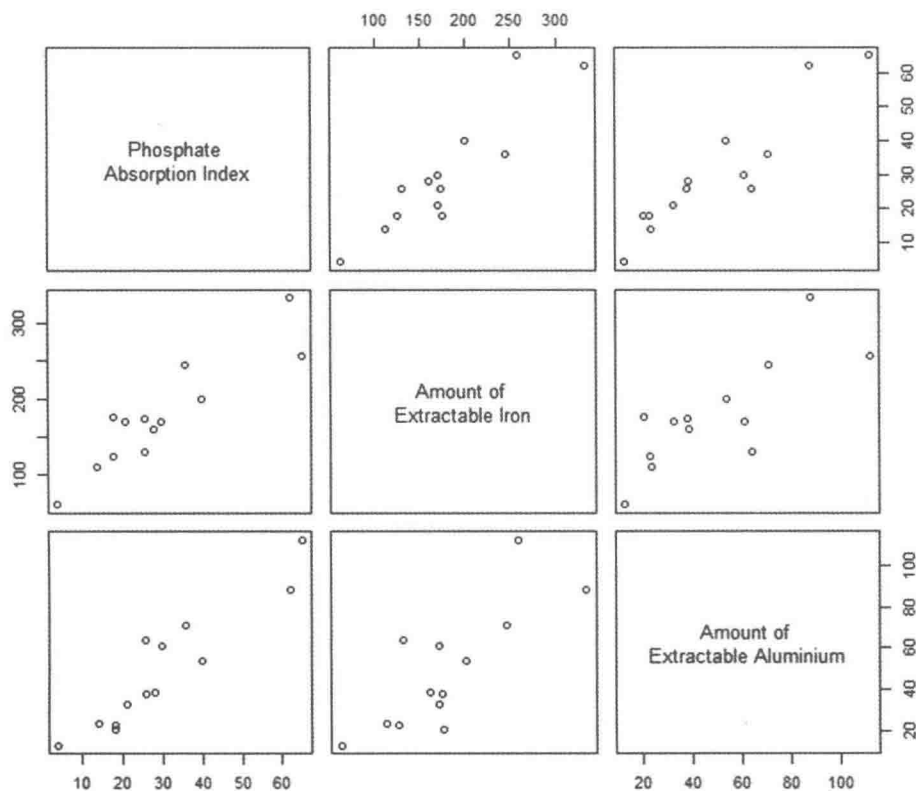 100 150 200 250 300
Phosphate
Absorption Index
10 20 30 40 50 60
100 200 300
Amount of
Extractable Iron
Amount of
Extractable Aluminium
20 40 60 80 100
10 20 30 40 50 60
20 40 60 80 100